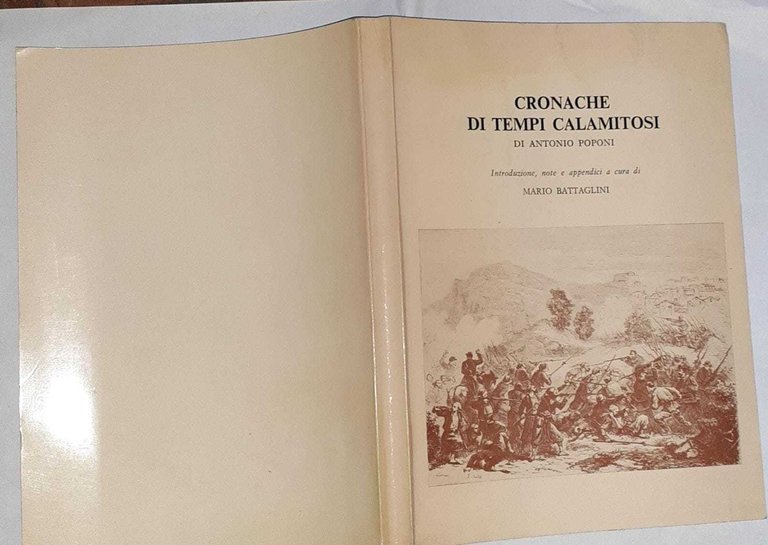 CRONACHE
DI TEMPI CALAMITOSI
DI ANTONIO POPONI
Introduzione, note e appendici a cura di
MARIO BATTAGLINI